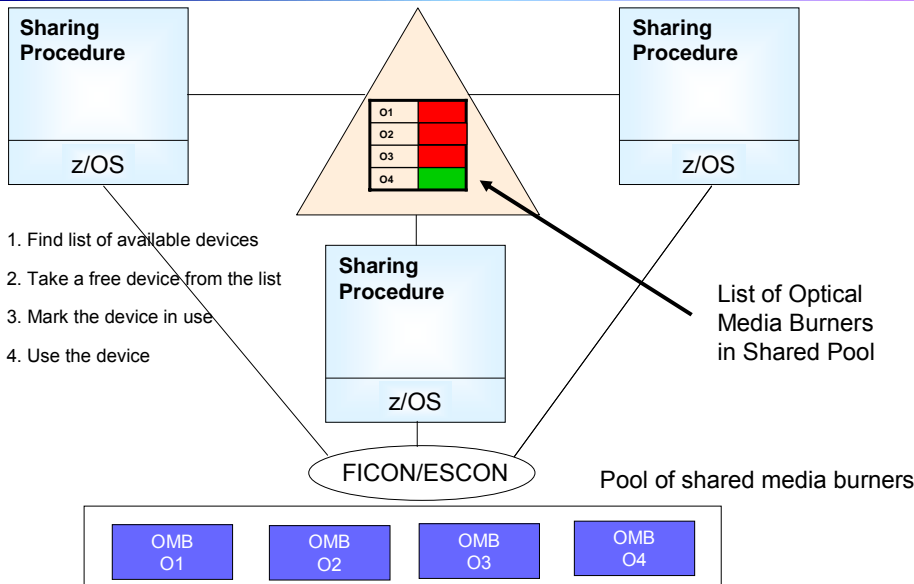 Sharing
Procedure
z/OS
O1
O2
O3
O4
Sharing
Procedure
z/OS
1. Find list of available devices
2. Take a free device from the list
3. Mark the device in use
4. Use the device
Sharing
Procedure
z/OS
List of Optical
Media Burners
in Shared Pool
FICON/ESCON
Pool of shared media burners
OMB
O1
OMB
O2
OMB
O3
OMB
O4